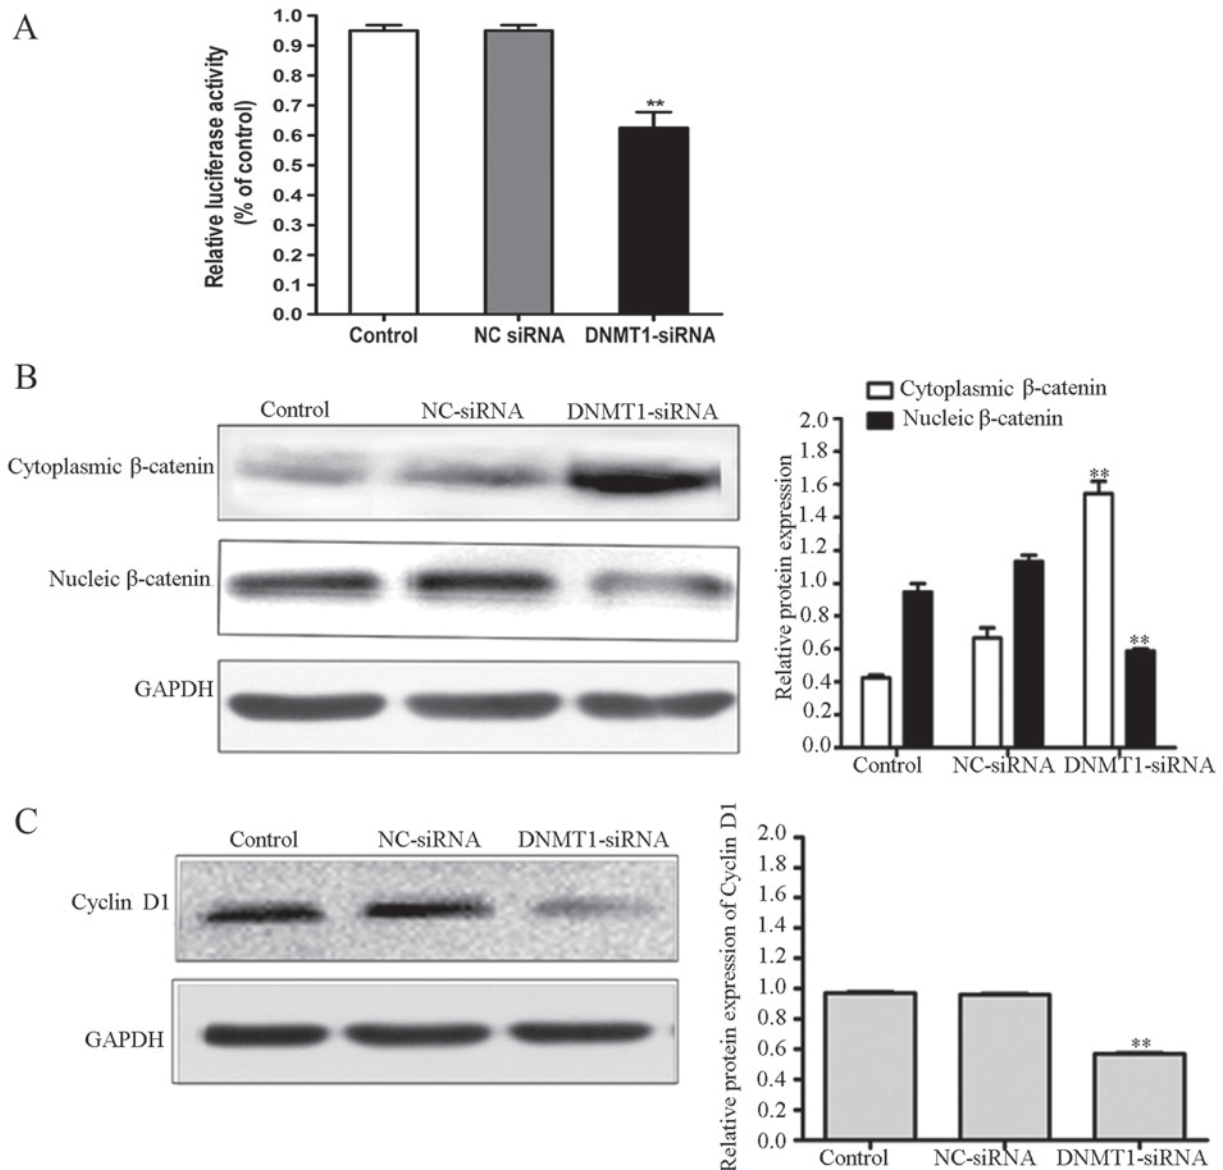 A
Relative luciferase activity
(% of control)
1.0
0.9
0.8
0.7
0.6
0.5
0.4
0.3
0.2
0.1
0.0
**
Control NC siRNA DNMT1-siRNA
B
Control NC-siRNA DNMT1-siRNA
Cytoplasmic β-catenin
Nucleic β-catenin
GAPDH
Cytoplasmic β-catenin
Nucleic β-catenin
Relative protein expression
2.0
1.8
1.6
1.4
1.2
1.0
0.8
0.6
0.4
0.2
0.0
**
**
Control NC-siRNA DNMT1-siRNA
C
Control NC-siRNA DNMT1-siRNA
Cyclin D1
GAPDH
Relative protein expression of Cyclin D1
2.0
1.8
1.6
1.4
1.2
1.0
0.8
0.6
0.4
0.2
0.0
**
Control NC-siRNA DNMT1-siRNA